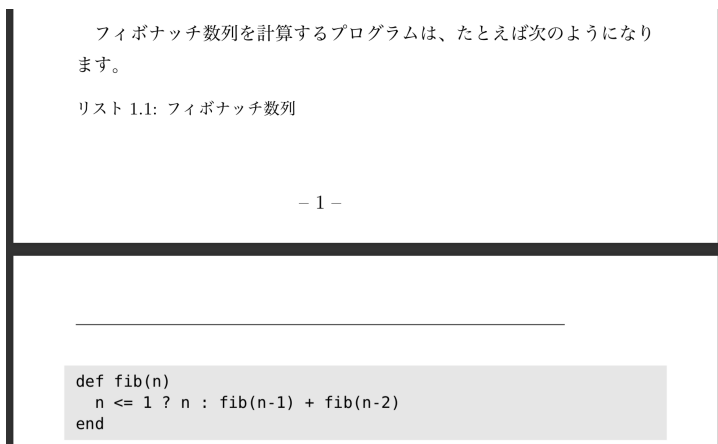 フィボナッチ数列を計算するプログラムは、たとえば次のようになり
ます。
リスト 1.1: フィボナッチ数列
– 1 –
def fib(n)
  n <= 1 ? n : fib(n-1) + fib(n-2)
end